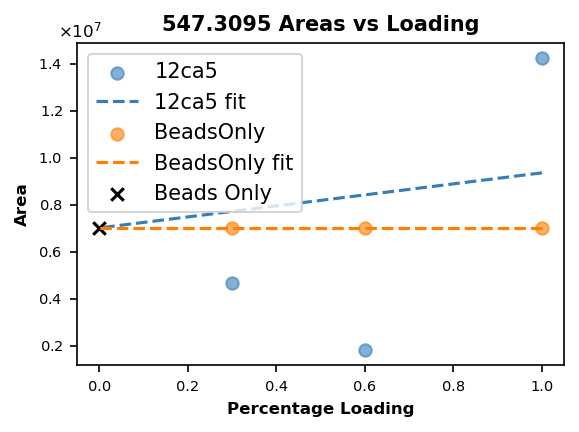 547.3095 Areas vs Loading
×10⁷
1.4
1.2
1.0
0.8
0.6
0.4
0.2
Area
12ca5
12ca5 fit
BeadsOnly
BeadsOnly fit
Beads Only
0.0 0.2 0.4 0.6 0.8 1.0
Percentage Loading